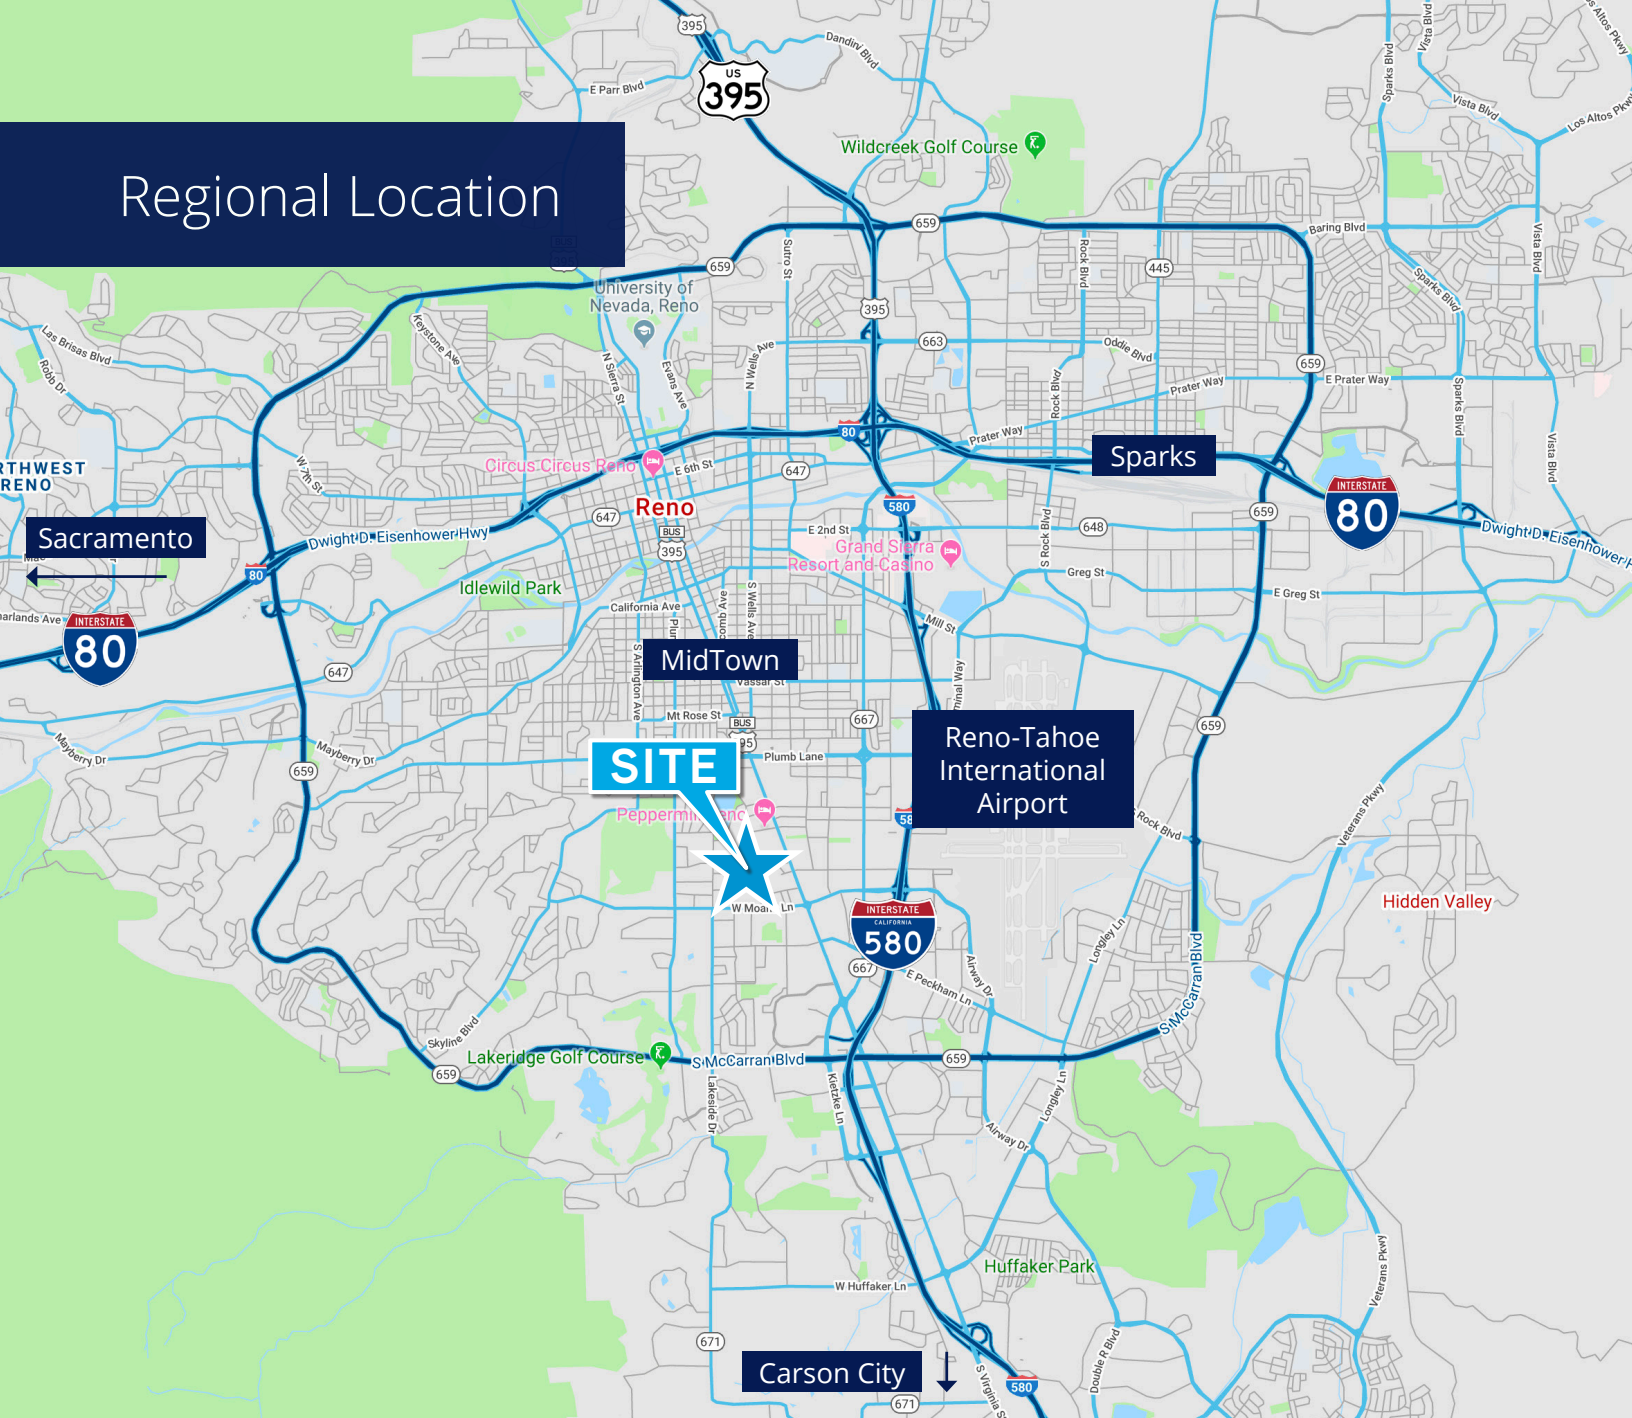 395
US
395
Dandini Blvd
E Parr Blvd
Sparks Blvd
Vista Blvd
Los Altos Pkwy
Vista Blvd
Wildcreek Golf Course
Regional Location
659
Baring Blvd
Vista Blvd
659
Sutro St
Rock Blvd
445
Sparks Blvd
University of
Nevada, Reno
395
Las Brisas Blvd
Keystone Ave
663
Oddie Blvd
N Wells Ave
Robb Dr
N Sierra St
Evans Ave
659
E Prater Way
Rock Blvd
Prater Way
Sparks Blvd
80
Prater Way
Vista Blvd
Sparks
Circus Circus Reno
E 6th St
647
W 7th St
RENO
INTERSTATE
80
Reno
647
580
659
Sacramento
Dwight D. Eisenhower Hwy
BUS
395
E 2nd St
648
S Rock Blvd
Dwight D. Eisenhower
Grand Sierra
Resort and Casino
80
Idlewild Park
Greg St
E Greg St
California Ave
S Wells Ave
Mill St
INTERSTATE
80
MidTown
647
S Arlington Ave
Vassar St
Mt Rose St
BUS
667
659
Reno-Tahoe
International
Airport
Mayberry Dr
Mayberry Dr
659
SITE
Plumb Lane
Rock Blvd
Veterans Pkwy
W Moana Ln
INTERSTATE
CALIFORNIA
580
Hidden Valley
Longley Ln
667
E Peckham Ln
Airway Dr
S McCarran Blvd
Skyline Blvd
Lakeridge Golf Course
S McCarran Blvd
659
659
Lakeside Dr
Kietzke Ln
Longley Ln
Airway Dr
Huffaker Park
W Huffaker Ln
Veterans Pkwy
671
Double R Blvd
Carson City
S Virginia St
580
671